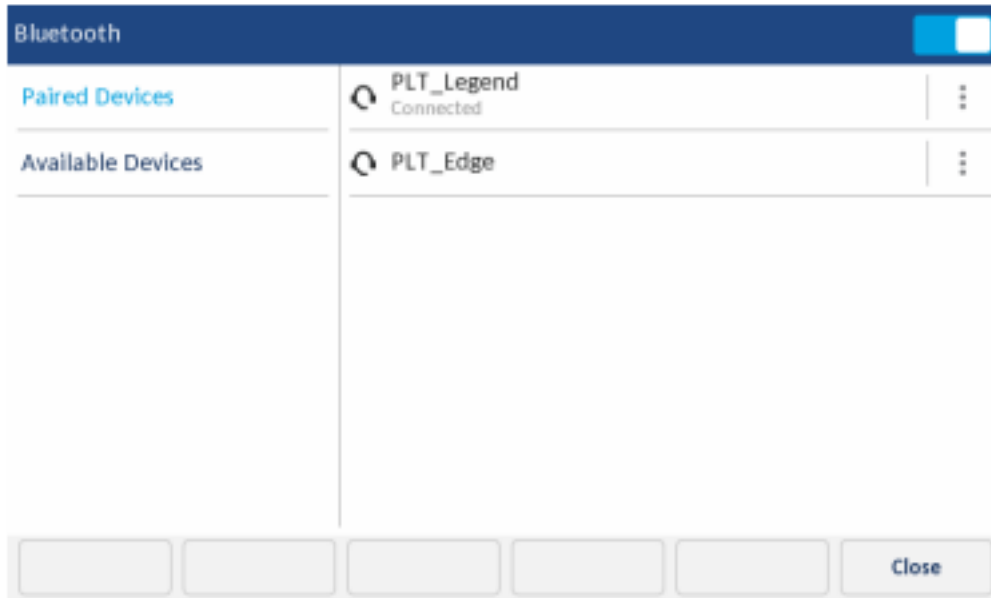 Bluetooth
Paired Devices
Available Devices
PLT_Legend
Connected
PLT_Edge
Close